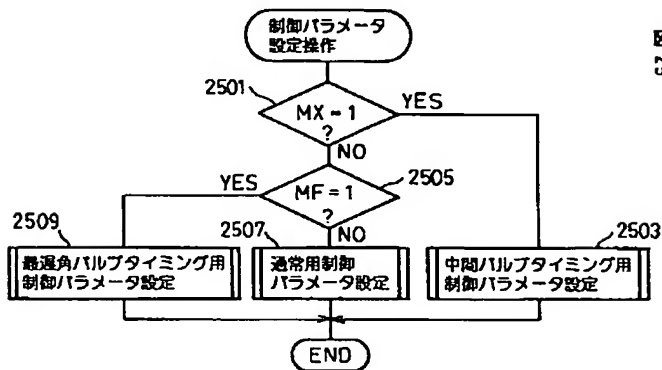 制御パラメータ
設定操作
2501
MX=1
?
YES
NO
YES
MF=1
?
2505
NO
2509
2507
2503
最遅角バルブタイミング用
制御パラメータ設定
通常用制御
パラメータ設定
中間バルブタイミング用
制御パラメータ設定
END